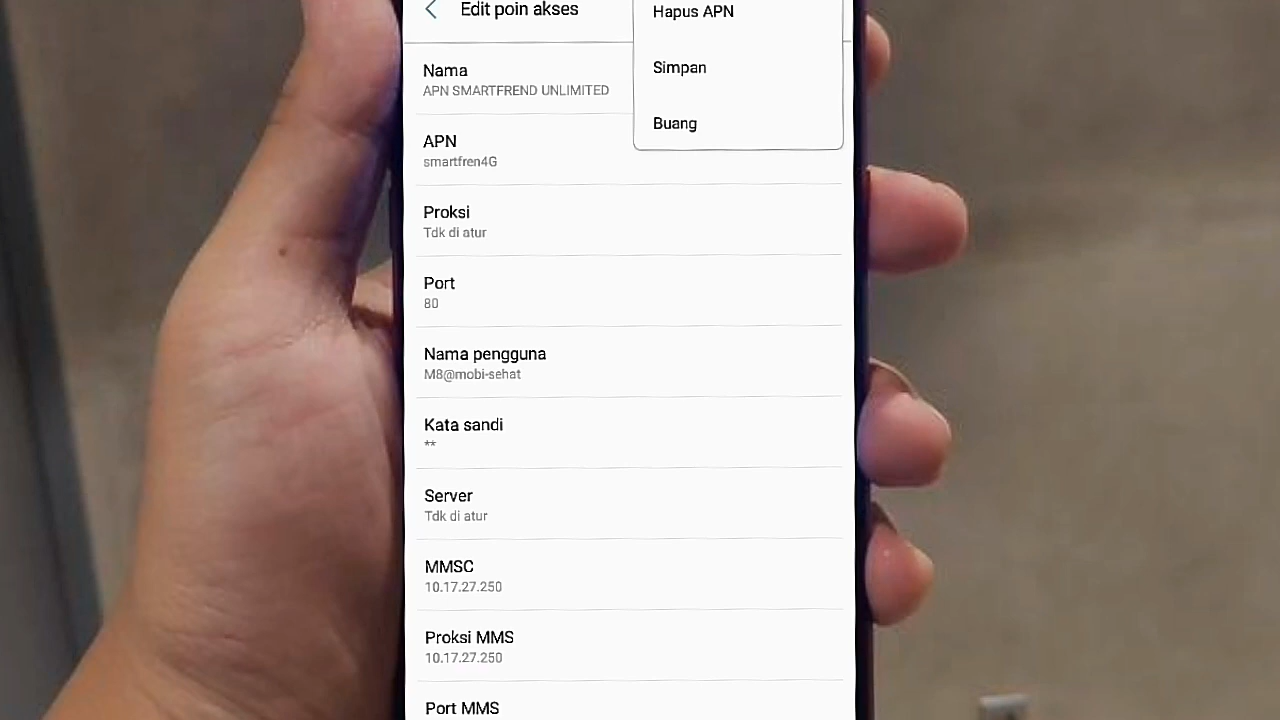 Edit poin akses
Hapus APN
Simpan
Buang
Nama
APN SMARTFREND UNLIMITED
APN
smartfren4G
Proksi
Tdk di atur
Port
80
Nama pengguna
M8@mobi-sehat
Kata sandi
**
Server
Tdk di atur
MMSC
10.17.27.250
Proksi MMS
10.17.27.250
Port MMS